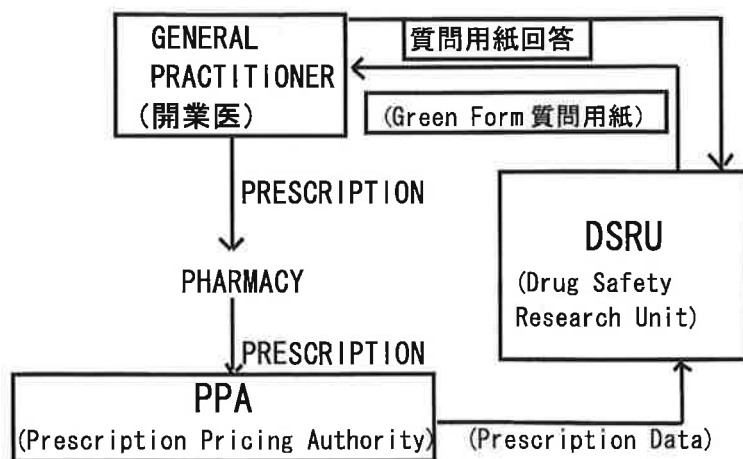 GENERAL
PRACTITIONER
(開業医)
質問用紙回答
(Green Form 質問用紙)
PRESCRIPTION
PHARMACY
PRESCRIPTION
DSRU
(Drug Safety
Research Unit)
PPA
(Prescription Pricing Authority)
(Prescription Data)